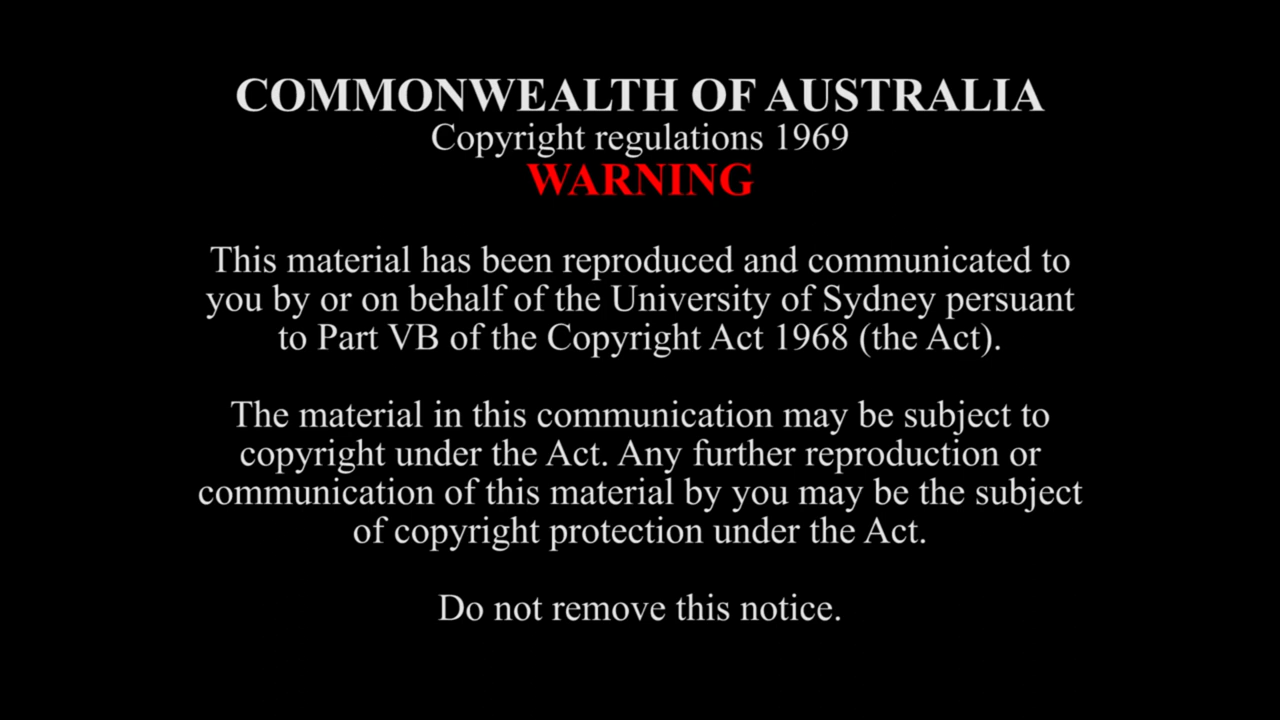 COMMONWEALTH OF AUSTRALIA
Copyright regulations 1969
WARNING
This material has been reproduced and communicated to
you by or on behalf of the University of Sydney persuant
to Part VB of the Copyright Act 1968 (the Act).
The material in this communication may be subject to
copyright under the Act. Any further reproduction or
communication of this material by you may be the subject
of copyright protection under the Act.
Do not remove this notice.